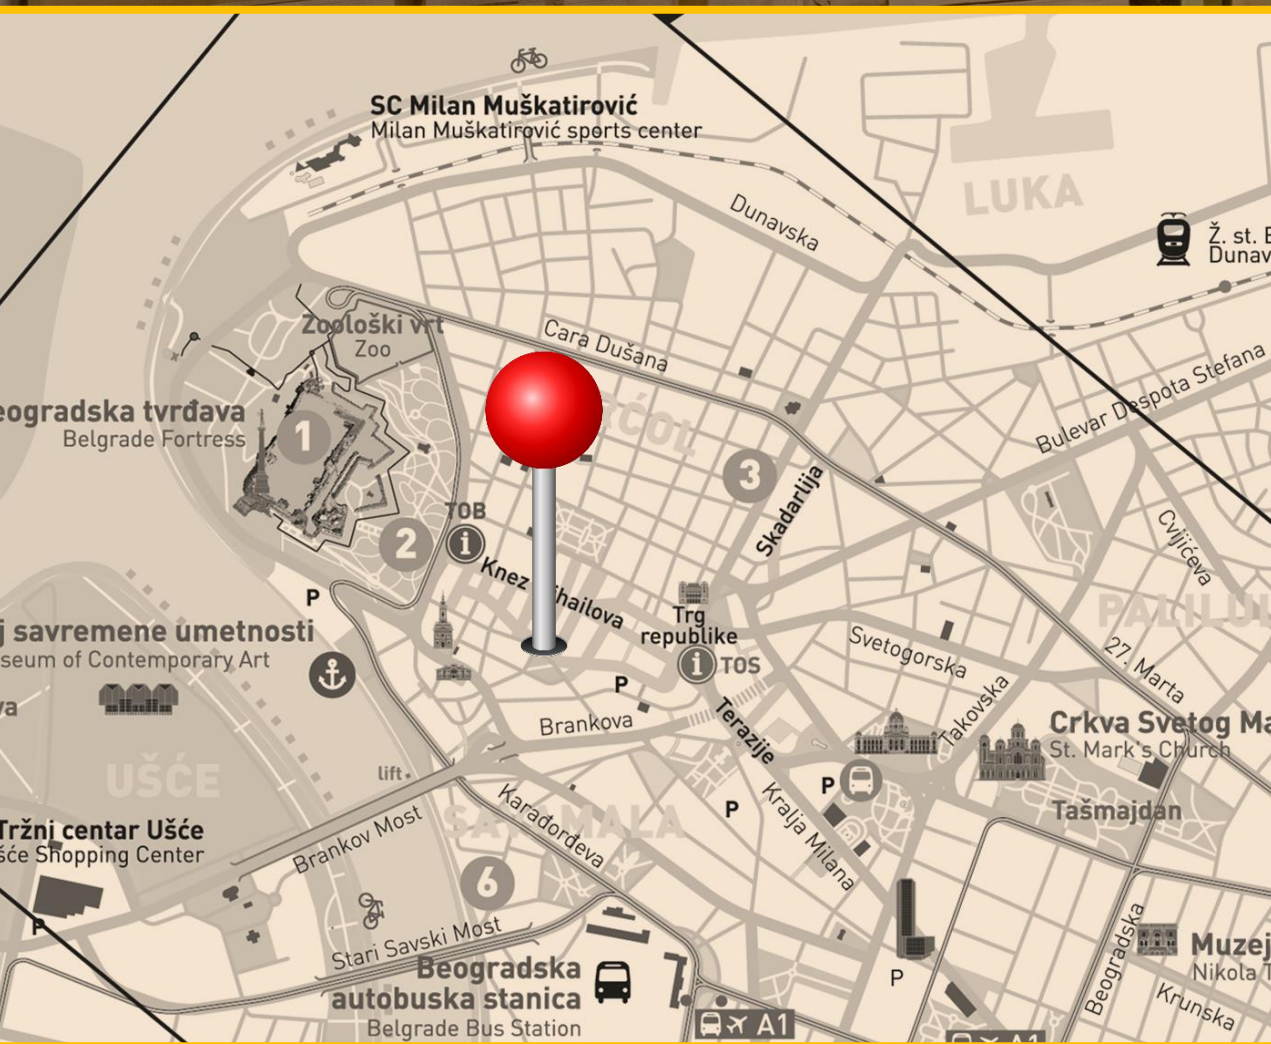 SC Milan Muškatirović
Milan Muškatirović sports center
LUKA
Dunavska
Ž. st.
Zoološki vrt
Zoo
Cara Dušana
Bulevar Despota Stefana
eogradska tvrđava
Belgrade Fortress
1
3
Skadarlija
TOB
2
Knez
Cvijićeva
P
Trg
republike
TOS
j savremene umetnosti
seum of Contemporary Art
Svetogorska
27. Marta
P
Brankova
Terazije
Takovska
Crkva Svetog
St. Mark's Church
UŠĆE
lift
P
Tašmajdan
Karađorđeva
P
Kralja Milana
Tržni centar Ušće
šće Shopping Center
Brankov Most
6
P
Stari Savski Most
Beogradska
autobuska stanica
Belgrade Bus Station
P
Beogradska
Muzej
Nikola
Krunska
A1
A1